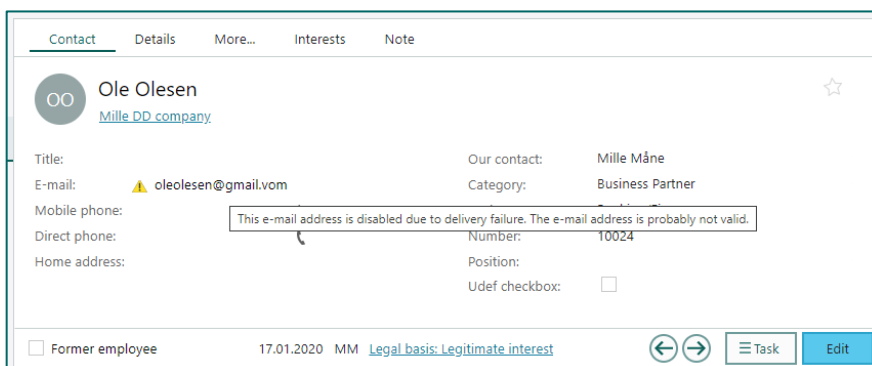 Contact Details More... Interests Note
OO
Ole Olesen
Mille DD company
Title:
E-mail: oleolesen@gmail.vom
Mobile phone:
Direct phone:
Home address:
Our contact: Mille Måne
Category: Business Partner
This e-mail address is disabled due to delivery failure. The e-mail address is probably not valid.
Number: 10024
Position:
Udef checkbox:
Former employee 17.01.2020 MM Legal basis: Legitimate interest Task Edit